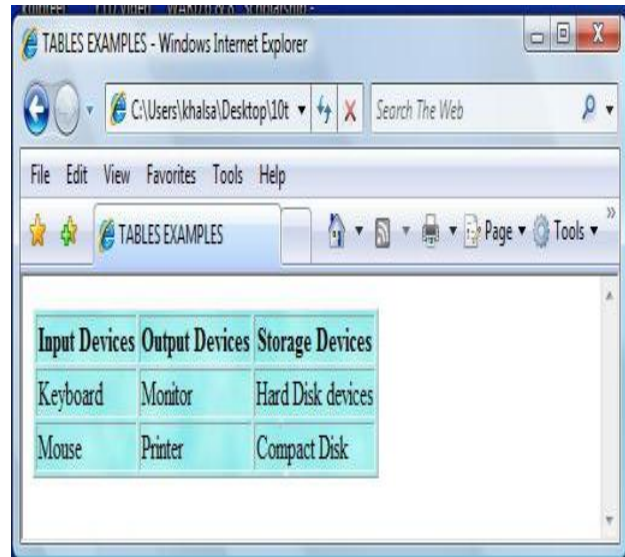 TABLES EXAMPLES - Windows Internet Explorer
C:\Users\khalsa\Desktop\10t Search The Web
File Edit View Favorites Tools Help
TABLES EXAMPLES Page Tools
Input Devices Output Devices Storage Devices
Keyboard Monitor Hard Disk devices
Mouse Printer Compact Disk